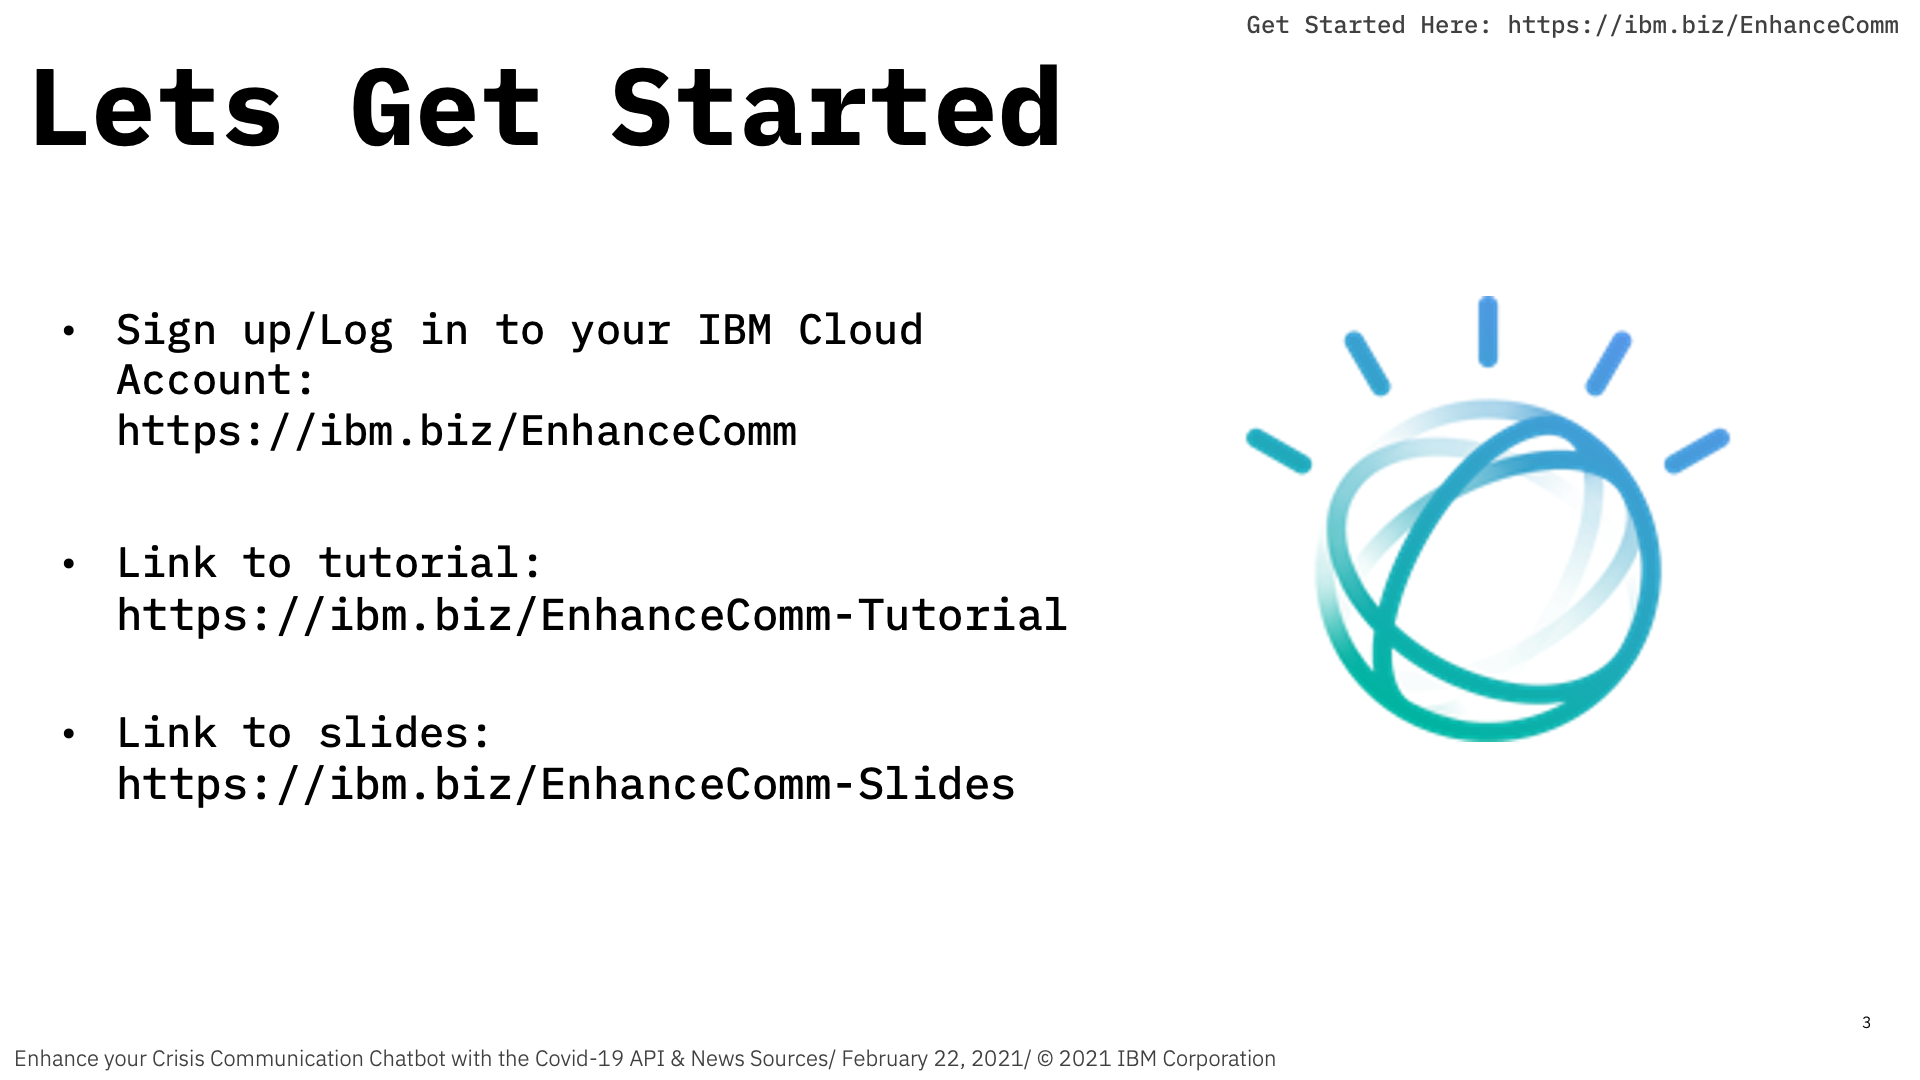 Get Started Here: https://ibm.biz/EnhanceComm
Lets Get Started
• Sign up/Log in to your IBM Cloud
Account:
https://ibm.biz/EnhanceComm
• Link to tutorial:
https://ibm.biz/EnhanceComm-Tutorial
• Link to slides:
https://ibm.biz/EnhanceComm-Slides
3
Enhance your Crisis Communication Chatbot with the Covid-19 API & News Sources/ February 22, 2021/ © 2021 IBM Corporation